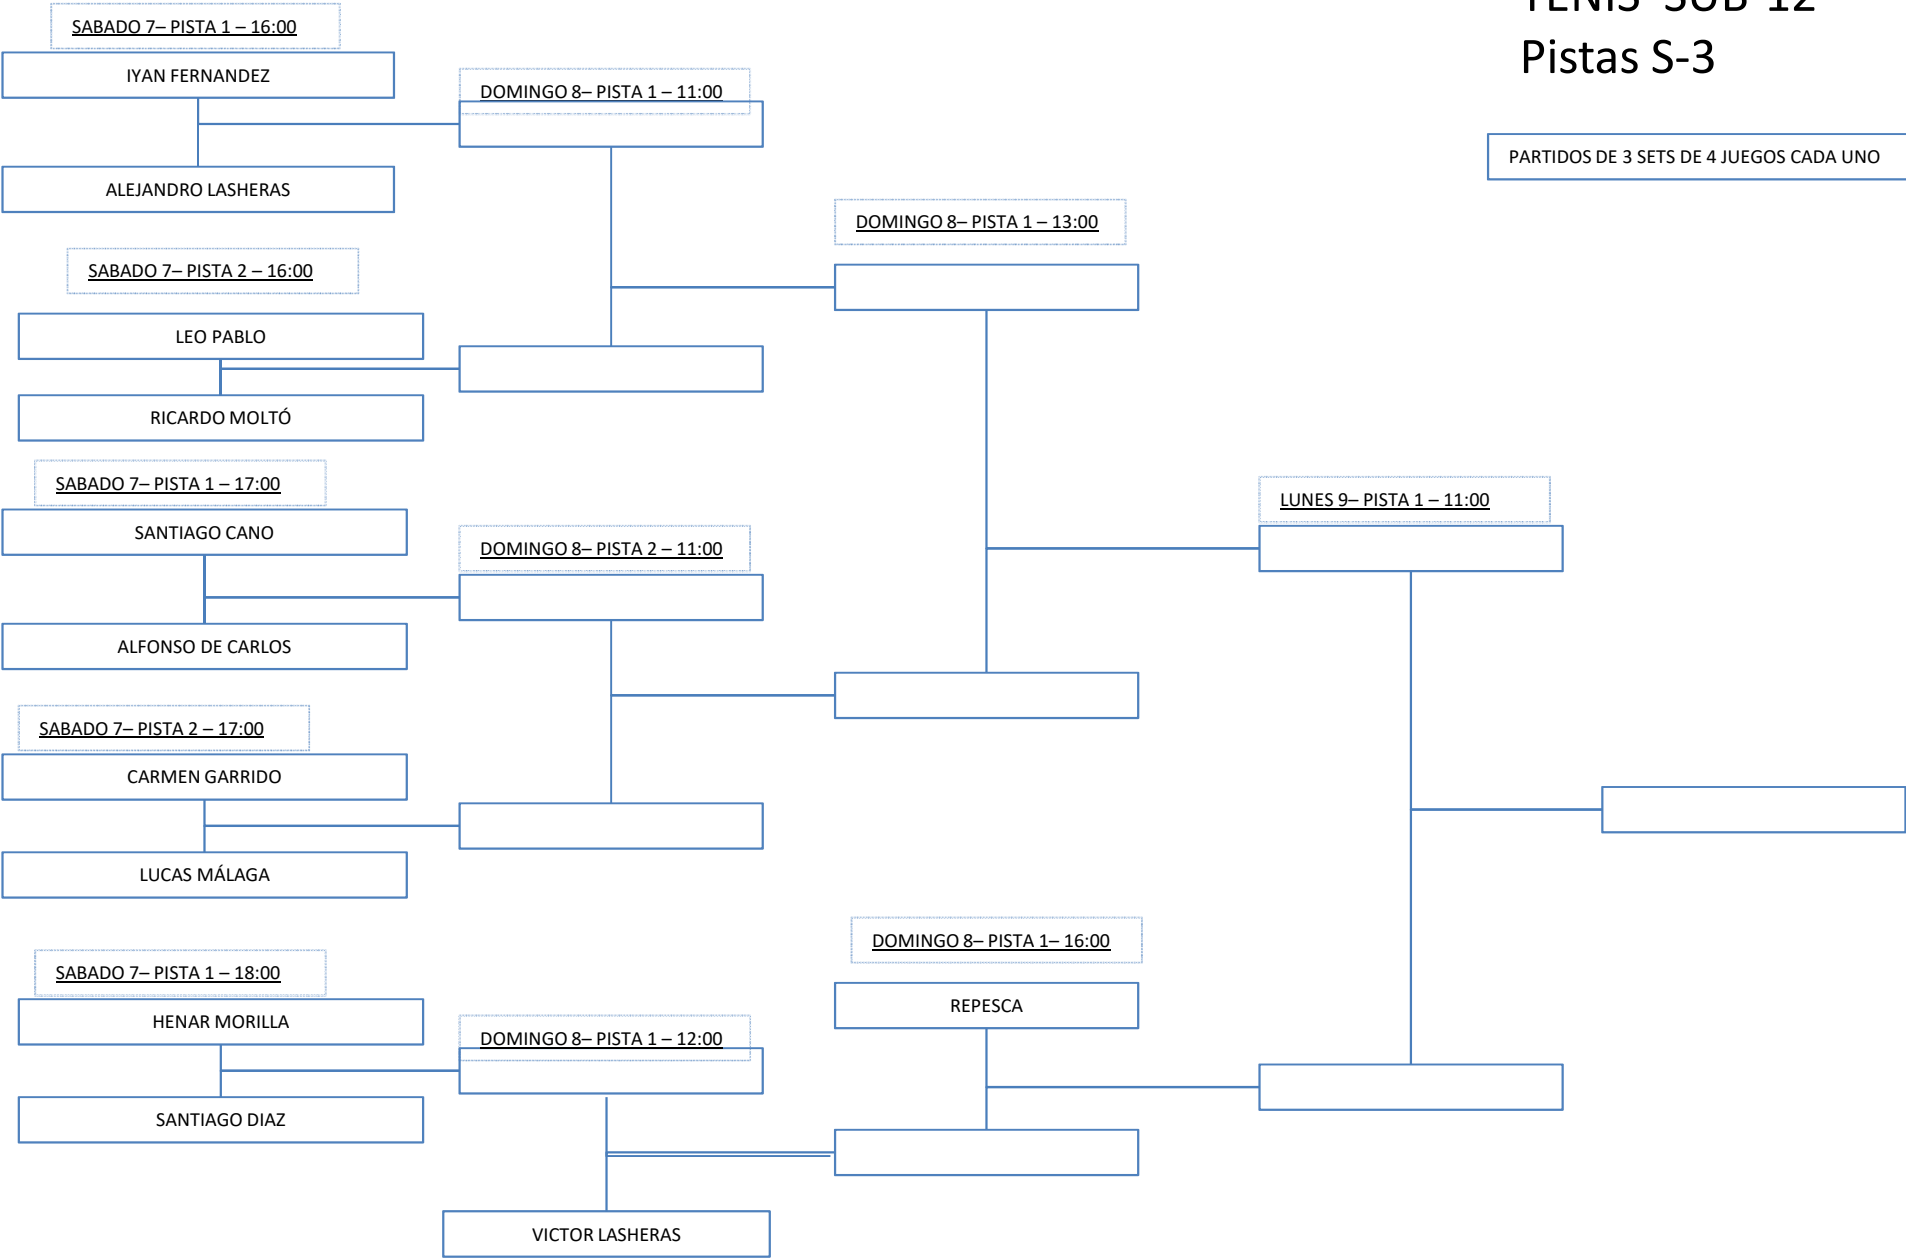 TENIS SUB 12
Pistas S-3
PARTIDOS DE 3 SETS DE 4 JUEGOS CADA UNO
SABADO 7– PISTA 1 – 16:00
IYAN FERNANDEZ
ALEJANDRO LASHERAS
SABADO 7– PISTA 2 – 16:00
LEO PABLO
RICARDO MOLTÓ
SABADO 7– PISTA 1 – 17:00
SANTIAGO CANO
ALFONSO DE CARLOS
SABADO 7– PISTA 2 – 17:00
CARMEN GARRIDO
LUCAS MÁLAGA
SABADO 7– PISTA 1 – 18:00
HENAR MORILLA
SANTIAGO DIAZ
DOMINGO 8– PISTA 1 – 11:00
DOMINGO 8– PISTA 2 – 11:00
DOMINGO 8– PISTA 1 – 12:00
VICTOR LASHERAS
DOMINGO 8– PISTA 1 – 13:00
DOMINGO 8– PISTA 1– 16:00
REPESCA
LUNES 9– PISTA 1 – 11:00